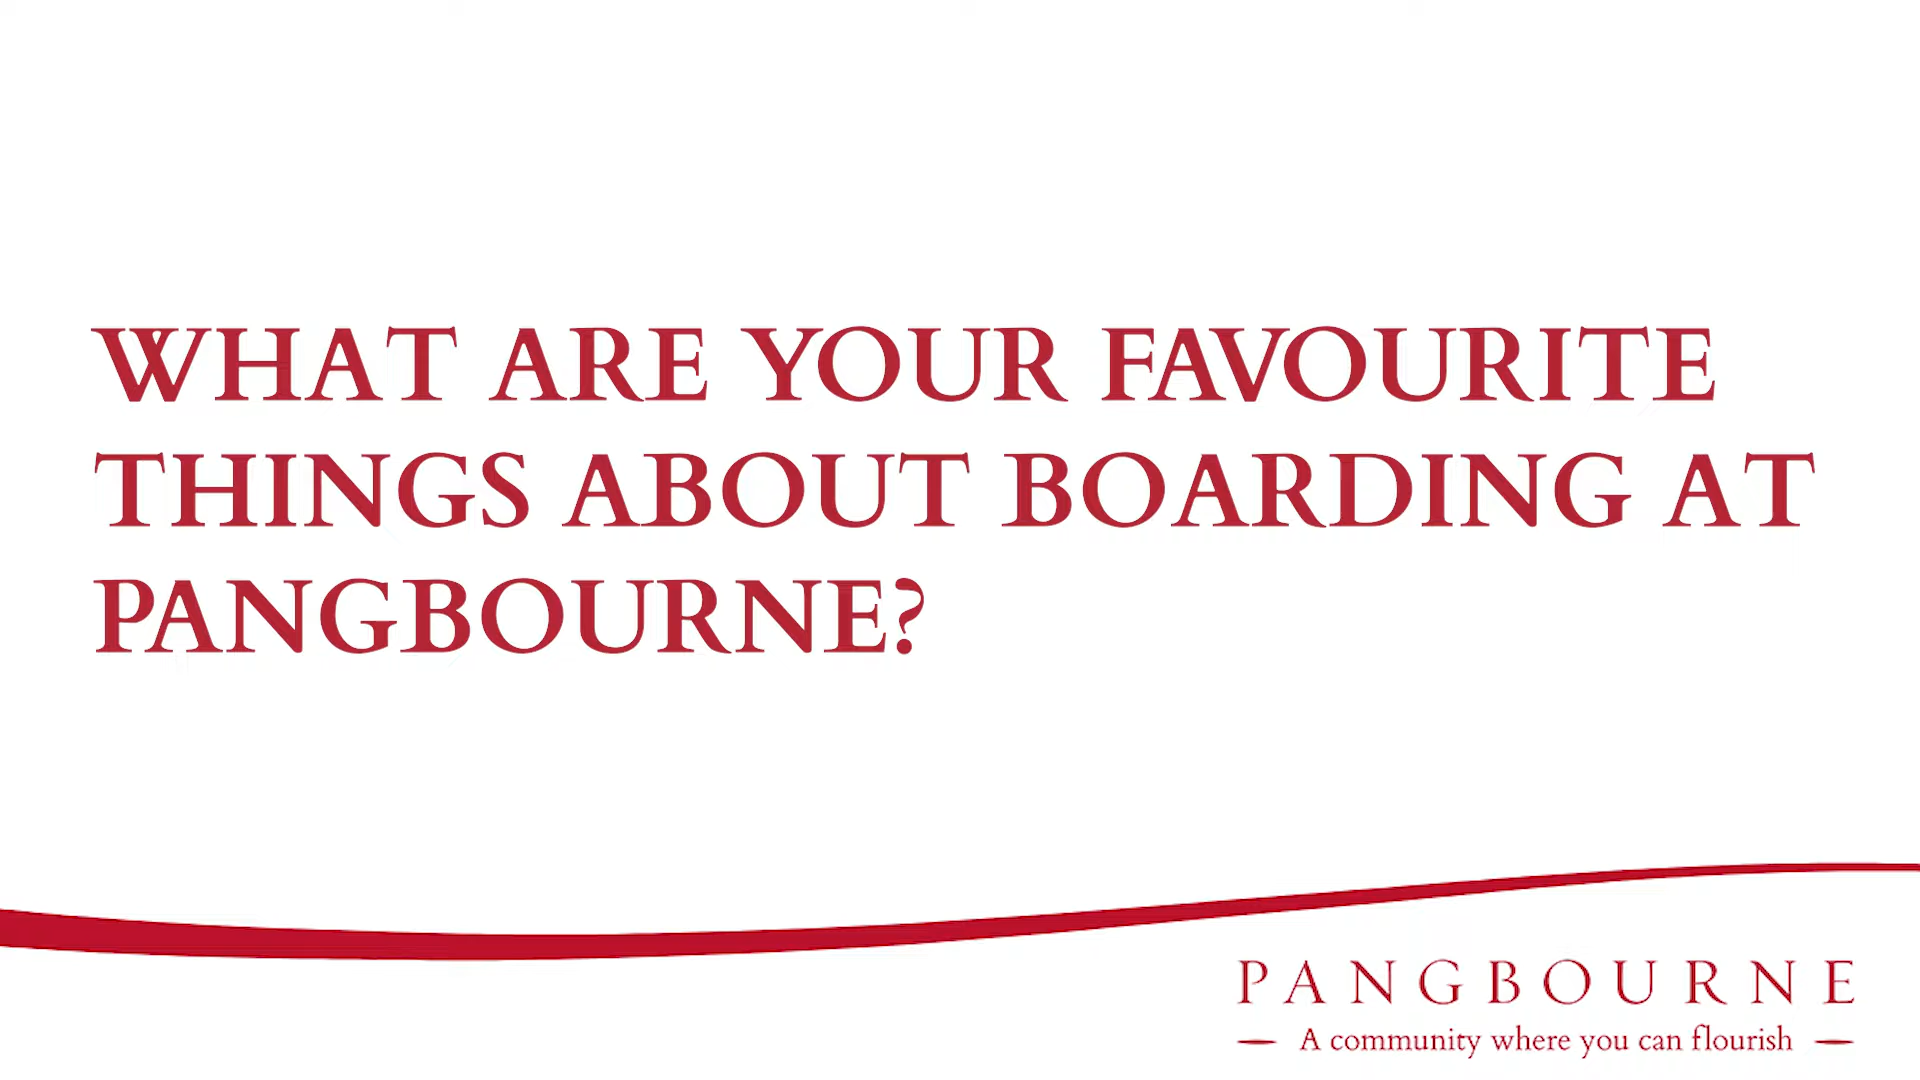 WHAT ARE YOUR FAVOURITE
THINGS ABOUT BOARDING AT
PANGBOURNE?
PANGBOURNE
A community where you can flourish